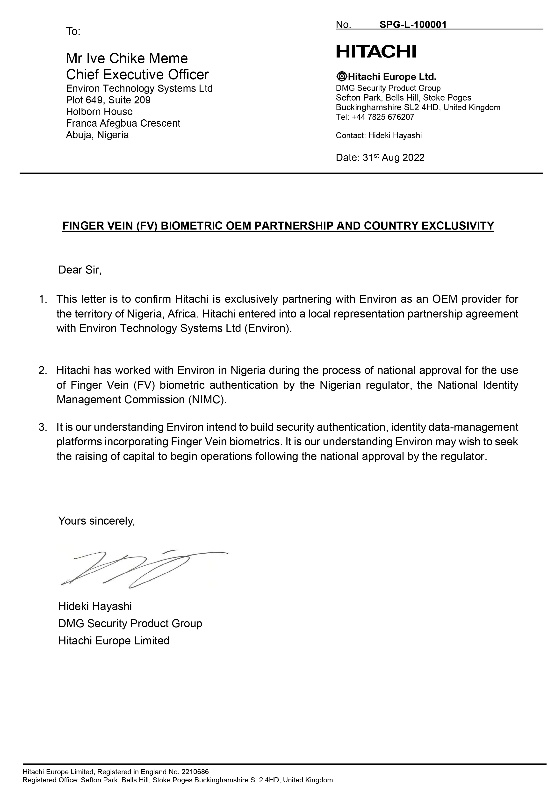 To:
Mr Ive Chike Meme
Chief Executive Officer
Environ Technology Systems Ltd
Plot 649, Suite 209
Holborn House
Franca Afegbua Crescent
Abuja, Nigeria
No. SPG-L-100001
HITACHI
Hitachi Europe Ltd.
DMG Security Product Group
Sefton Park, Bells Hill, Stoke Poges
Buckinghamshire SL2 4HD, United Kingdom
Tel: +44 7825 676207
Contact: Hideki Hayashi
Date: 31st Aug 2022
FINGER VEIN (FV) BIOMETRIC OEM PARTNERSHIP AND COUNTRY EXCLUSIVITY
Dear Sir,
1. This letter is to confirm Hitachi is exclusively partnering with Environ as an OEM provider for
the territory of Nigeria, Africa. Hitachi entered into a local representation partnership agreement
with Environ Technology Systems Ltd (Environ).
2. Hitachi has worked with Environ in Nigeria during the process of national approval for the use
of Finger Vein (FV) biometric authentication by the Nigerian regulator, the National Identity
Management Commission (NIMC).
3. It is our understanding Environ intend to build security authentication, identity data-management
platforms incorporating Finger Vein biometrics. It is our understanding Environ may wish to seek
the raising of capital to begin operations following the national approval by the regulator.
Yours sincerely,
Hideki Hayashi
DMG Security Product Group
Hitachi Europe Limited
Hitachi Europe Limited, Registered in England No. 2210686
Registered Office: Sefton Park, Bells Hill, Stoke Poges Buckinghamshire SL2 4HD, United Kingdom